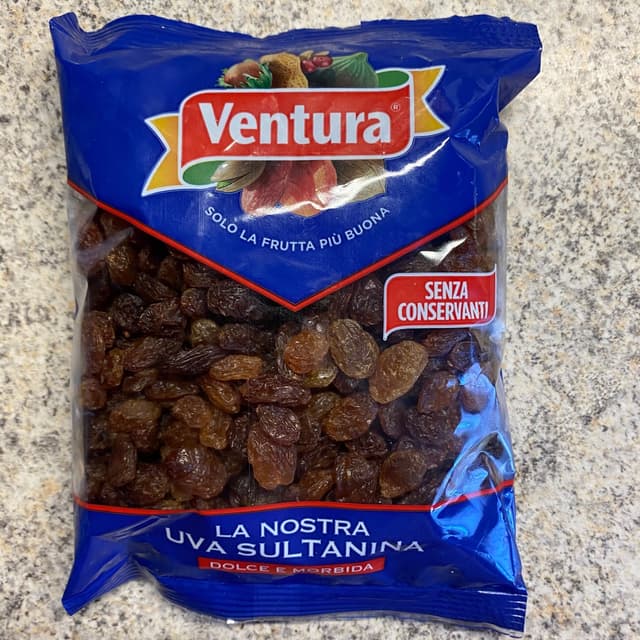 Ventura®
SOLO LA FRUTTA PIÙ BUONA
SENZA
CONSERVANTI
LA NOSTRA
UVA SULTANINA
DOLCE E MORBIDA